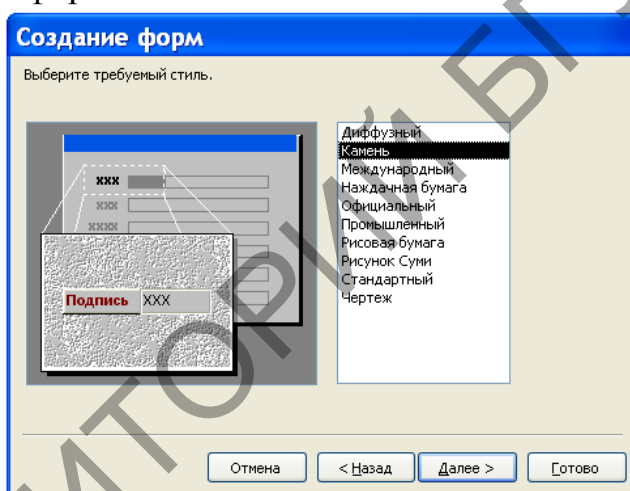 Создание форм
Выберите требуемый стиль.
xxx
xxx
xxxx
Подпись XXX
Диффузный
Камень
Международный
Наждачная бумага
Официальный
Промышленный
Рисовая бумага
Рисунок Суми
Стандартный
Чертеж
Отмена
< Назад
Далее >
Готово